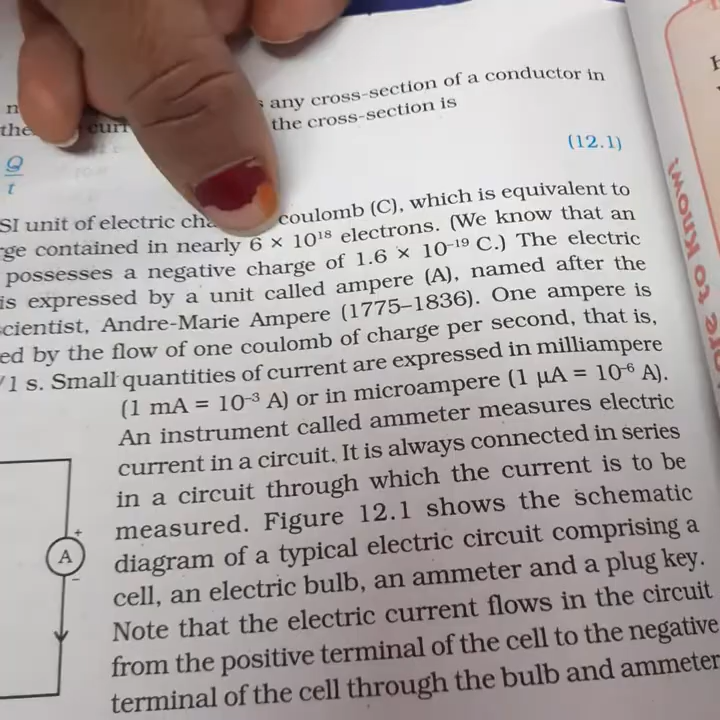 n any cross-section of a conductor in
the curr the cross-section is
Q
t
(12.1)
SI unit of electric cha coulomb (C), which is equivalent to
rge contained in nearly 6 × 10¹⁸ electrons. (We know that an
possesses a negative charge of 1.6 × 10⁻¹⁹ C.) The electric
is expressed by a unit called ampere (A), named after the
scientist, Andre-Marie Ampere (1775–1836). One ampere is
ed by the flow of one coulomb of charge per second, that is,
/1 s. Small quantities of current are expressed in milliampere
(1 mA = 10⁻³ A) or in microampere (1 µA = 10⁻⁶ A).
An instrument called ammeter measures electric
current in a circuit. It is always connected in series
in a circuit through which the current is to be
measured. Figure 12.1 shows the schematic
diagram of a typical electric circuit comprising a
cell, an electric bulb, an ammeter and a plug key.
Note that the electric current flows in the circuit
from the positive terminal of the cell to the negative
terminal of the cell through the bulb and ammeter
+
A
−
re to Know!